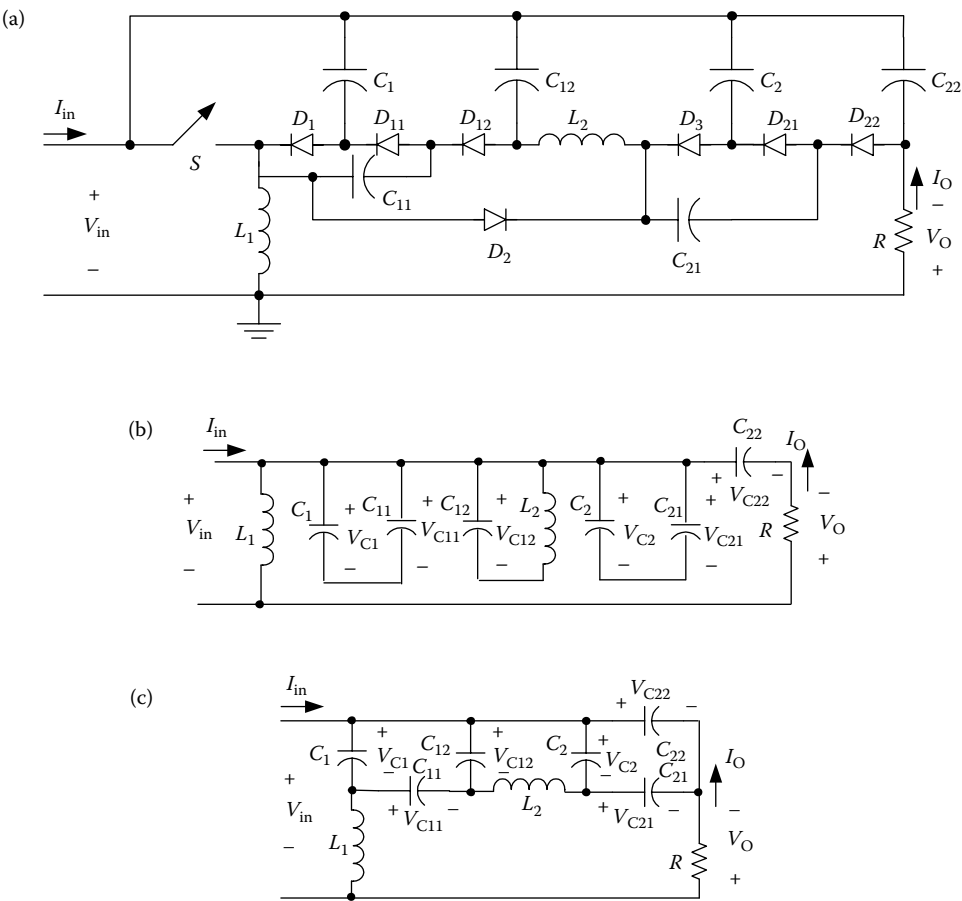 (a)
C1 C12 C2 C22
Iin
D1 D11 D12 L2 D3 D21 D22
S
IO
+ C11 −
Vin L1 R VO
− D2 C21 +
(b)
Iin C22 IO
+ −
VC22
+ C1 + C11 + C12 + L2 C2 + C21 + −
Vin L1 VC1 VC11 VC12 VC2 VC21 R VO
− − − − − − +
(c)
VC22
Iin + −
C1 + C12 + C2 + C22
VC1 VC12 VC2
+ − C11 − − C21 IO
Vin + − L2 + − −
VC11 VC21 VO
− L1 R +